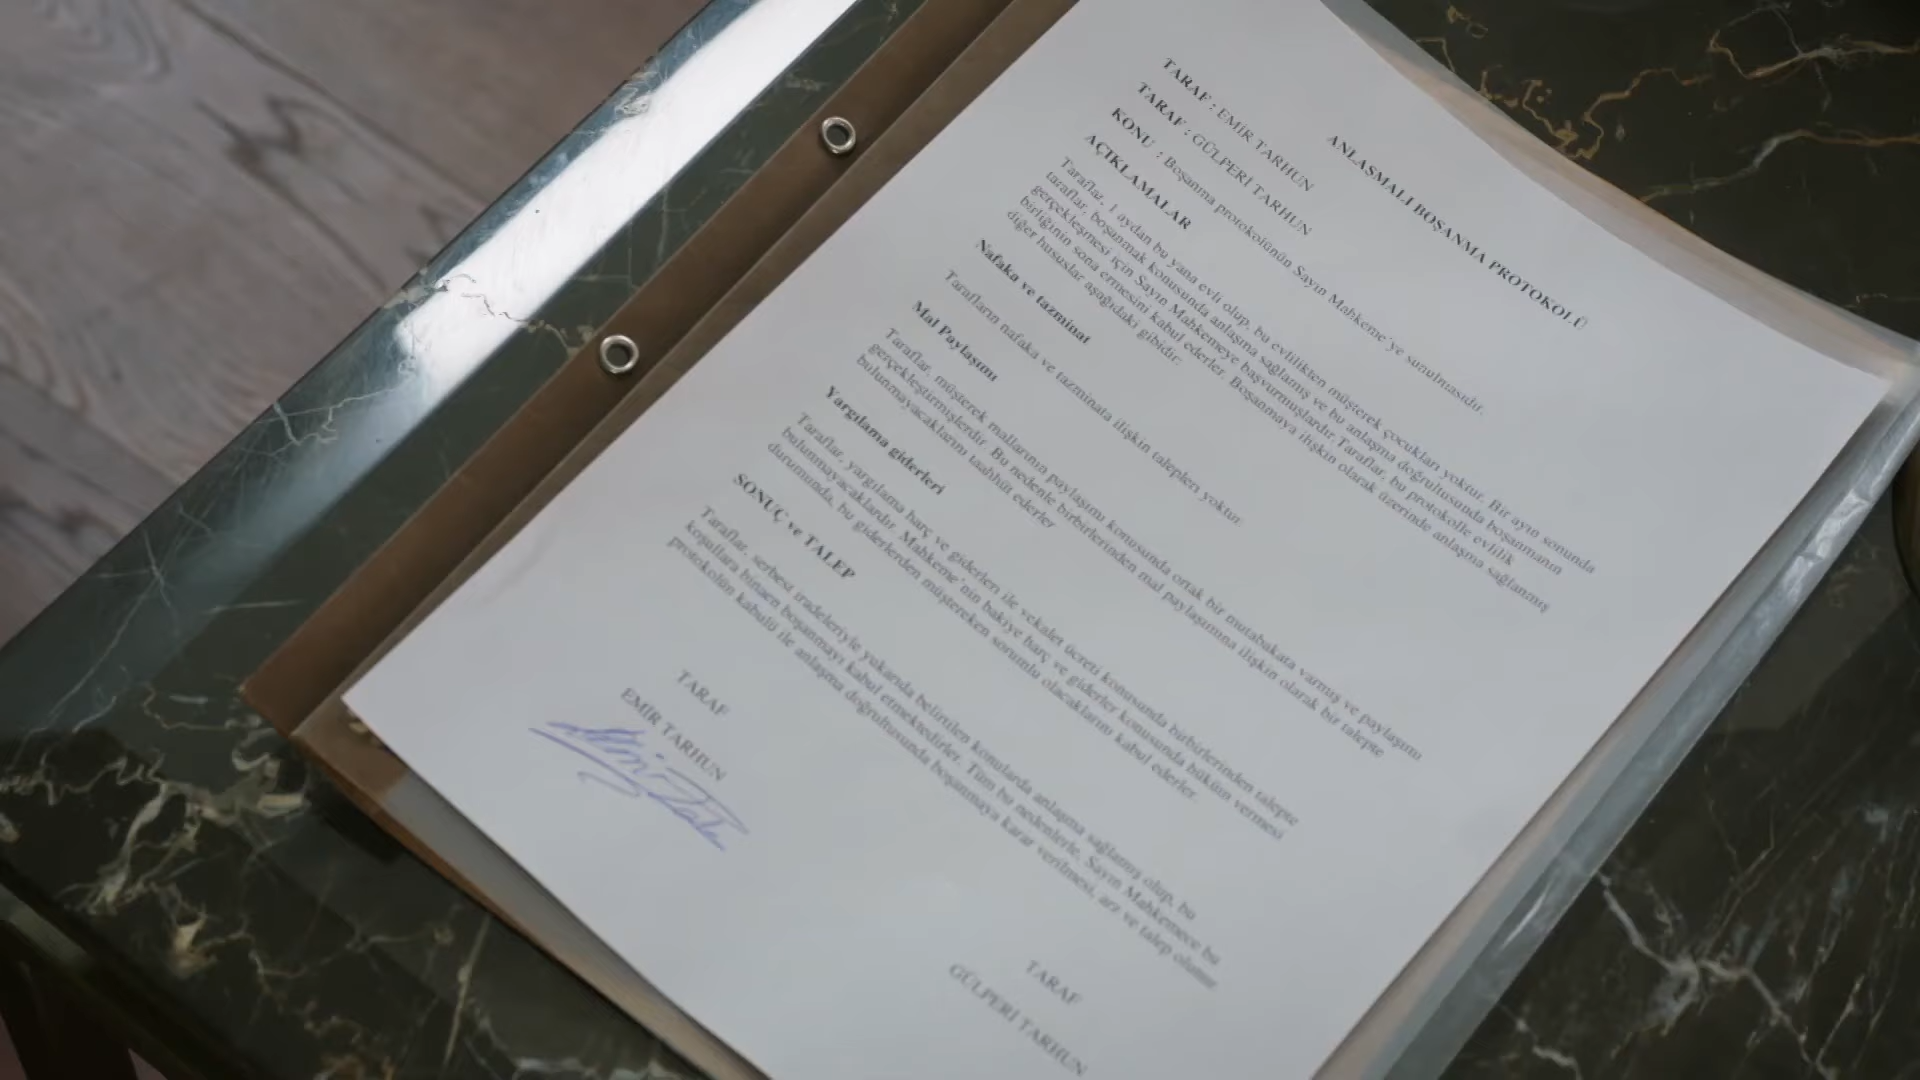 ANLAŞMALI BOŞANMA PROTOKOLÜ
TARAF : EMİR TARHUN
TARAF : GÜLPERİ TARHUN
KONU : Boşanma protokolünün Sayın Mahkeme'ye sunulmasıdır.
AÇIKLAMALAR
Taraflar, 1 aydan bu yana evli olup, bu evlilikten müşterek çocukları yoktur. Bir ayın sonunda
taraflar, boşanmak konusunda anlaşma sağlamış ve bu anlaşma doğrultusunda boşanmanın
gerçekleşmesi için Sayın Mahkemeye başvurmuşlardır. Taraflar, bu protokolle evlilik
birliğinin sona ermesini kabul ederler. Boşanmaya ilişkin olarak üzerinde anlaşma sağlanmış
diğer hususlar aşağıdaki gibidir:
Nafaka ve tazminat
Tarafların nafaka ve tazminata ilişkin talepleri yoktur.
Mal Paylaşımı
Taraflar, müşterek mallarının paylaşımı konusunda ortak bir mutabakata varmış ve paylaşımı
gerçekleştirmişlerdir. Bu nedenle birbirlerinden mal paylaşımına ilişkin olarak bir talepte
bulunmayacaklarını taahhüt ederler
Yargılama giderleri
Taraflar, yargılama harç ve giderleri ile vekalet ücreti konusunda birbirlerinden talepte
bulunmayacaklardır. Mahkeme'nin bakiye harç ve giderler konusunda hüküm vermesi
durumunda, bu giderlerden müştereken sorumlu olacaklarını kabul ederler.
SONUÇ ve TALEP
Taraflar, serbest iradeleriyle yukarıda belirtilen konularda anlaşma sağlamış olup, bu
koşullara binaen boşanmayı kabul etmektedirler. Tüm bu nedenlerle, Sayın Mahkemece bu
protokolün kabulü ile anlaşma doğrultusunda boşanmaya karar verilmesi, arz ve talep olunur.
TARAF
EMİR TARHUN
TARAF
GÜLPERİ TARHUN